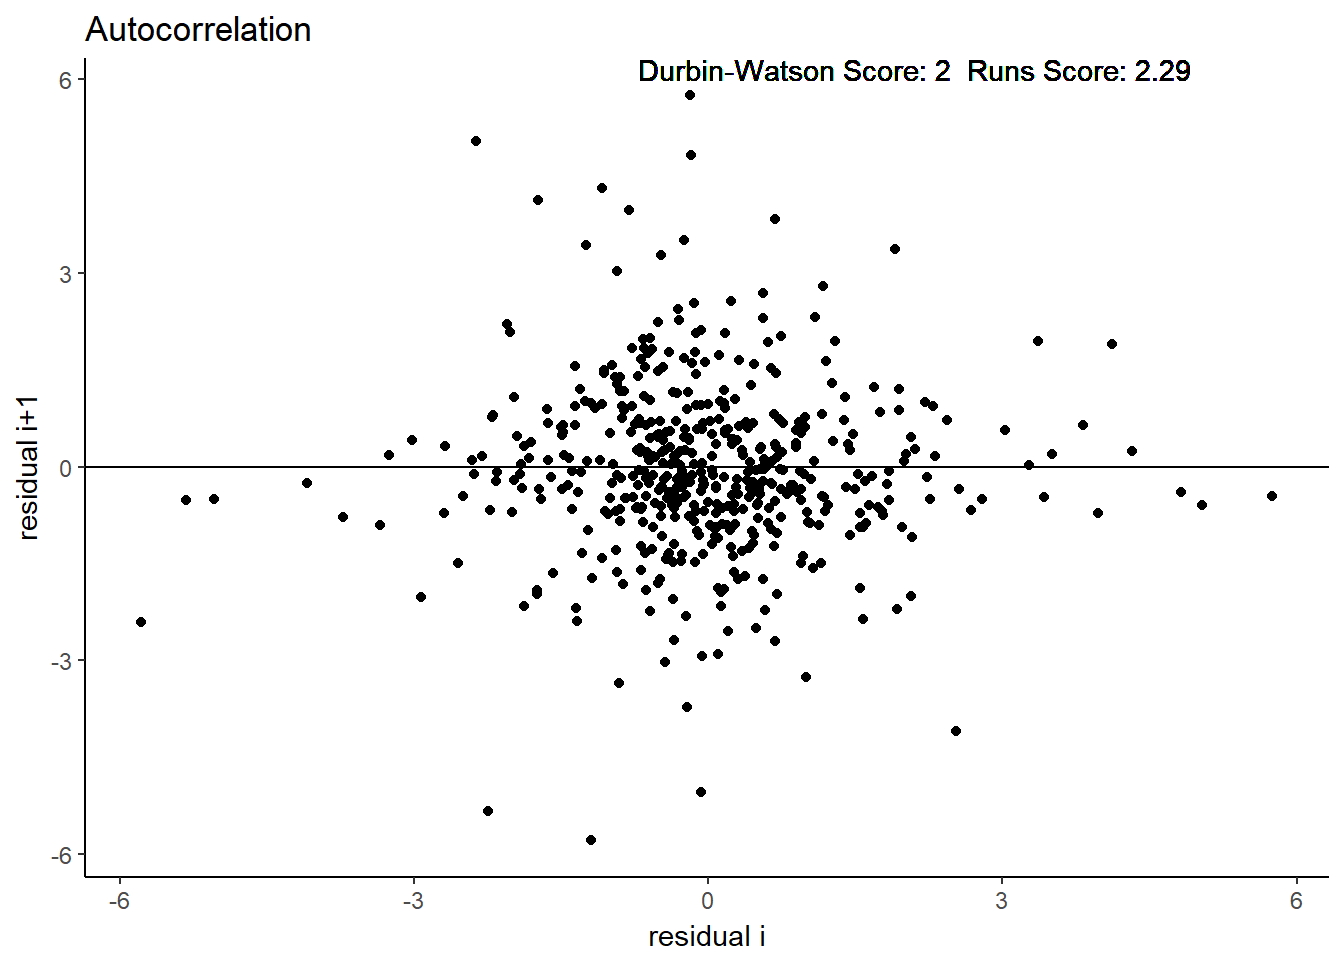 Autocorrelation
Durbin-Watson Score: 2  Runs Score: 2.29
6
3
0
-3
-6
residual i+1
-6
-3
0
3
6
residual i